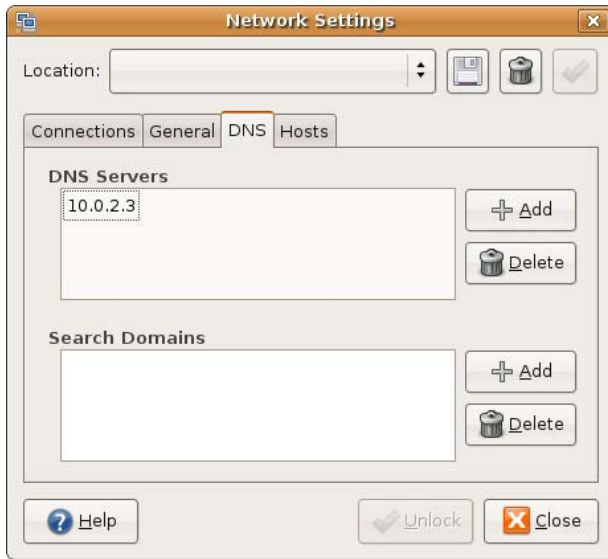 Network Settings
Location:
Connections General DNS Hosts
DNS Servers
10.0.2.3
Add
Delete
Search Domains
Add
Delete
Help Unlock Close